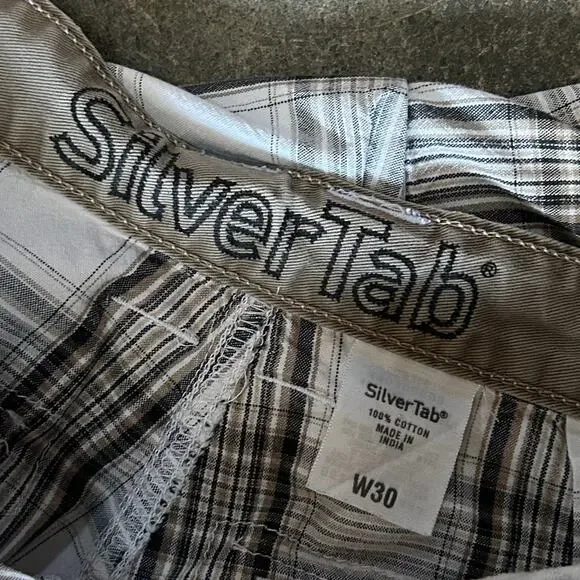 SilverTab®
SilverTab®
100% COTTON
MADE IN
INDIA
W30